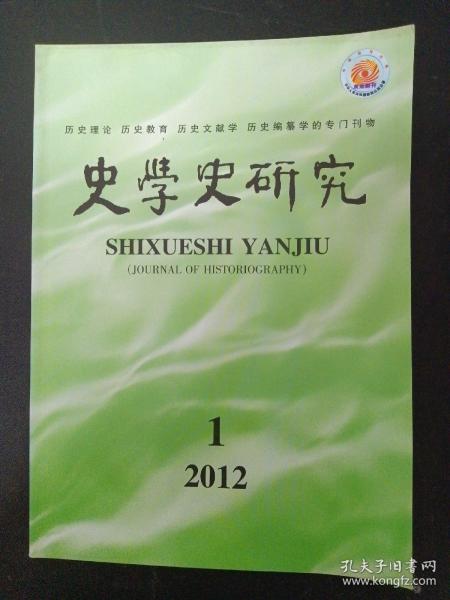 历史理论 历史教育 历史文献学 历史编纂学的专门刊物
史学史研究
SHIXUESHI YANJIU
(JOURNAL OF HISTORIOGRAPHY)
1
2012
孔夫子旧书网
www.kongfz.com